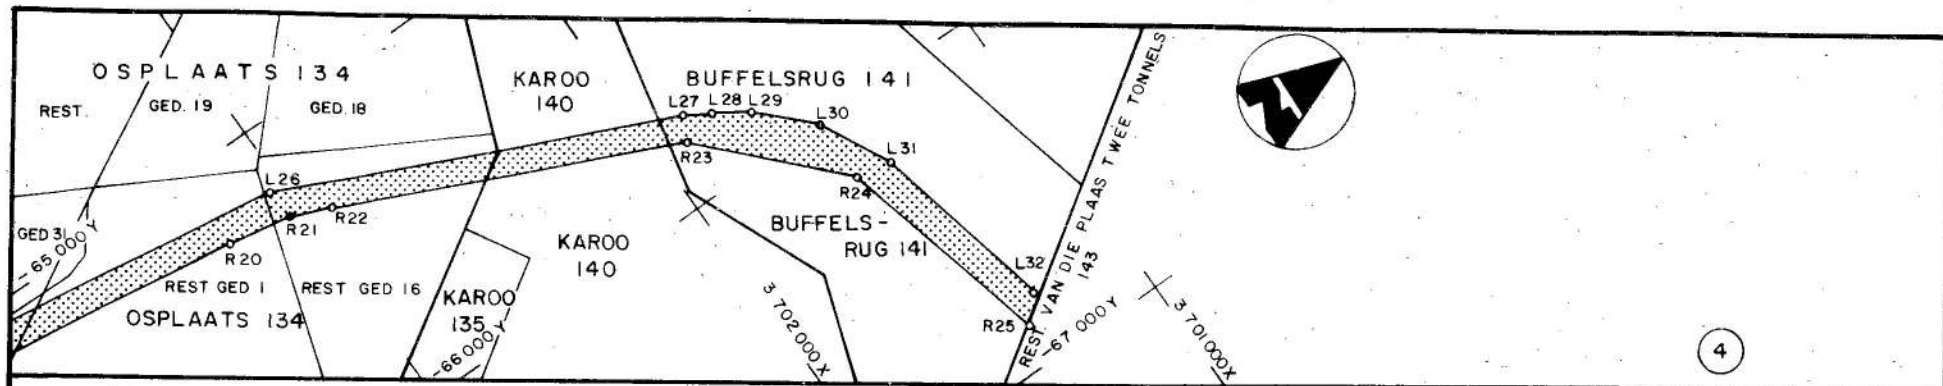 OSPLAATS 134
REST.
GED. 19
GED. 18
KAROO
140
BUFFELSRUG 141
L27
L28
L29
L30
L31
R23
R24
L26
R22
R21
R20
GED 31
-65 000 Y
REST GED 1
REST GED 16
OSPLAATS 134
KAROO
135
-66 000 Y
KAROO
140
BUFFELS-
RUG 141
3 702 000 X
L32
R25
REST. VAN DIE PLAAS TWEE TONNELS
143
-67 000 Y
3 701 000 X
4